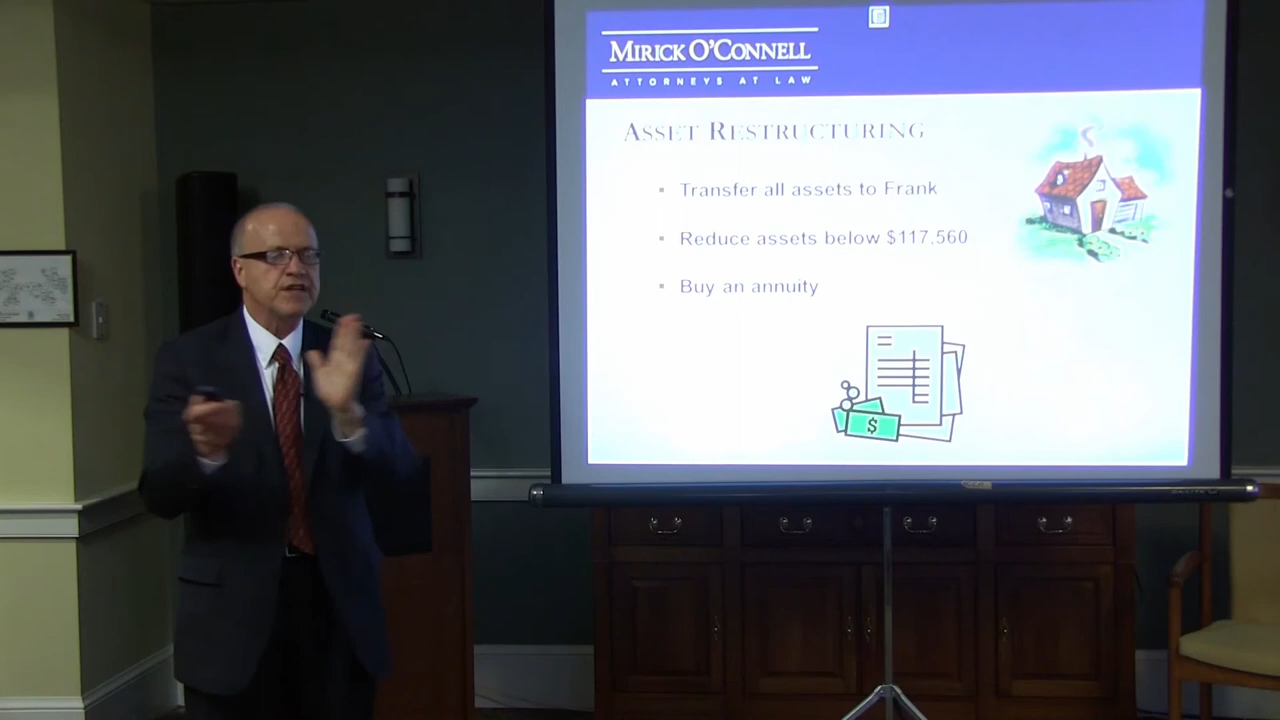 MIRICK O'CONNELL
ATTORNEYS AT LAW
ASSET RESTRUCTURING
▪ Transfer all assets to Frank
▪ Reduce assets below $117,560
▪ Buy an annuity
$